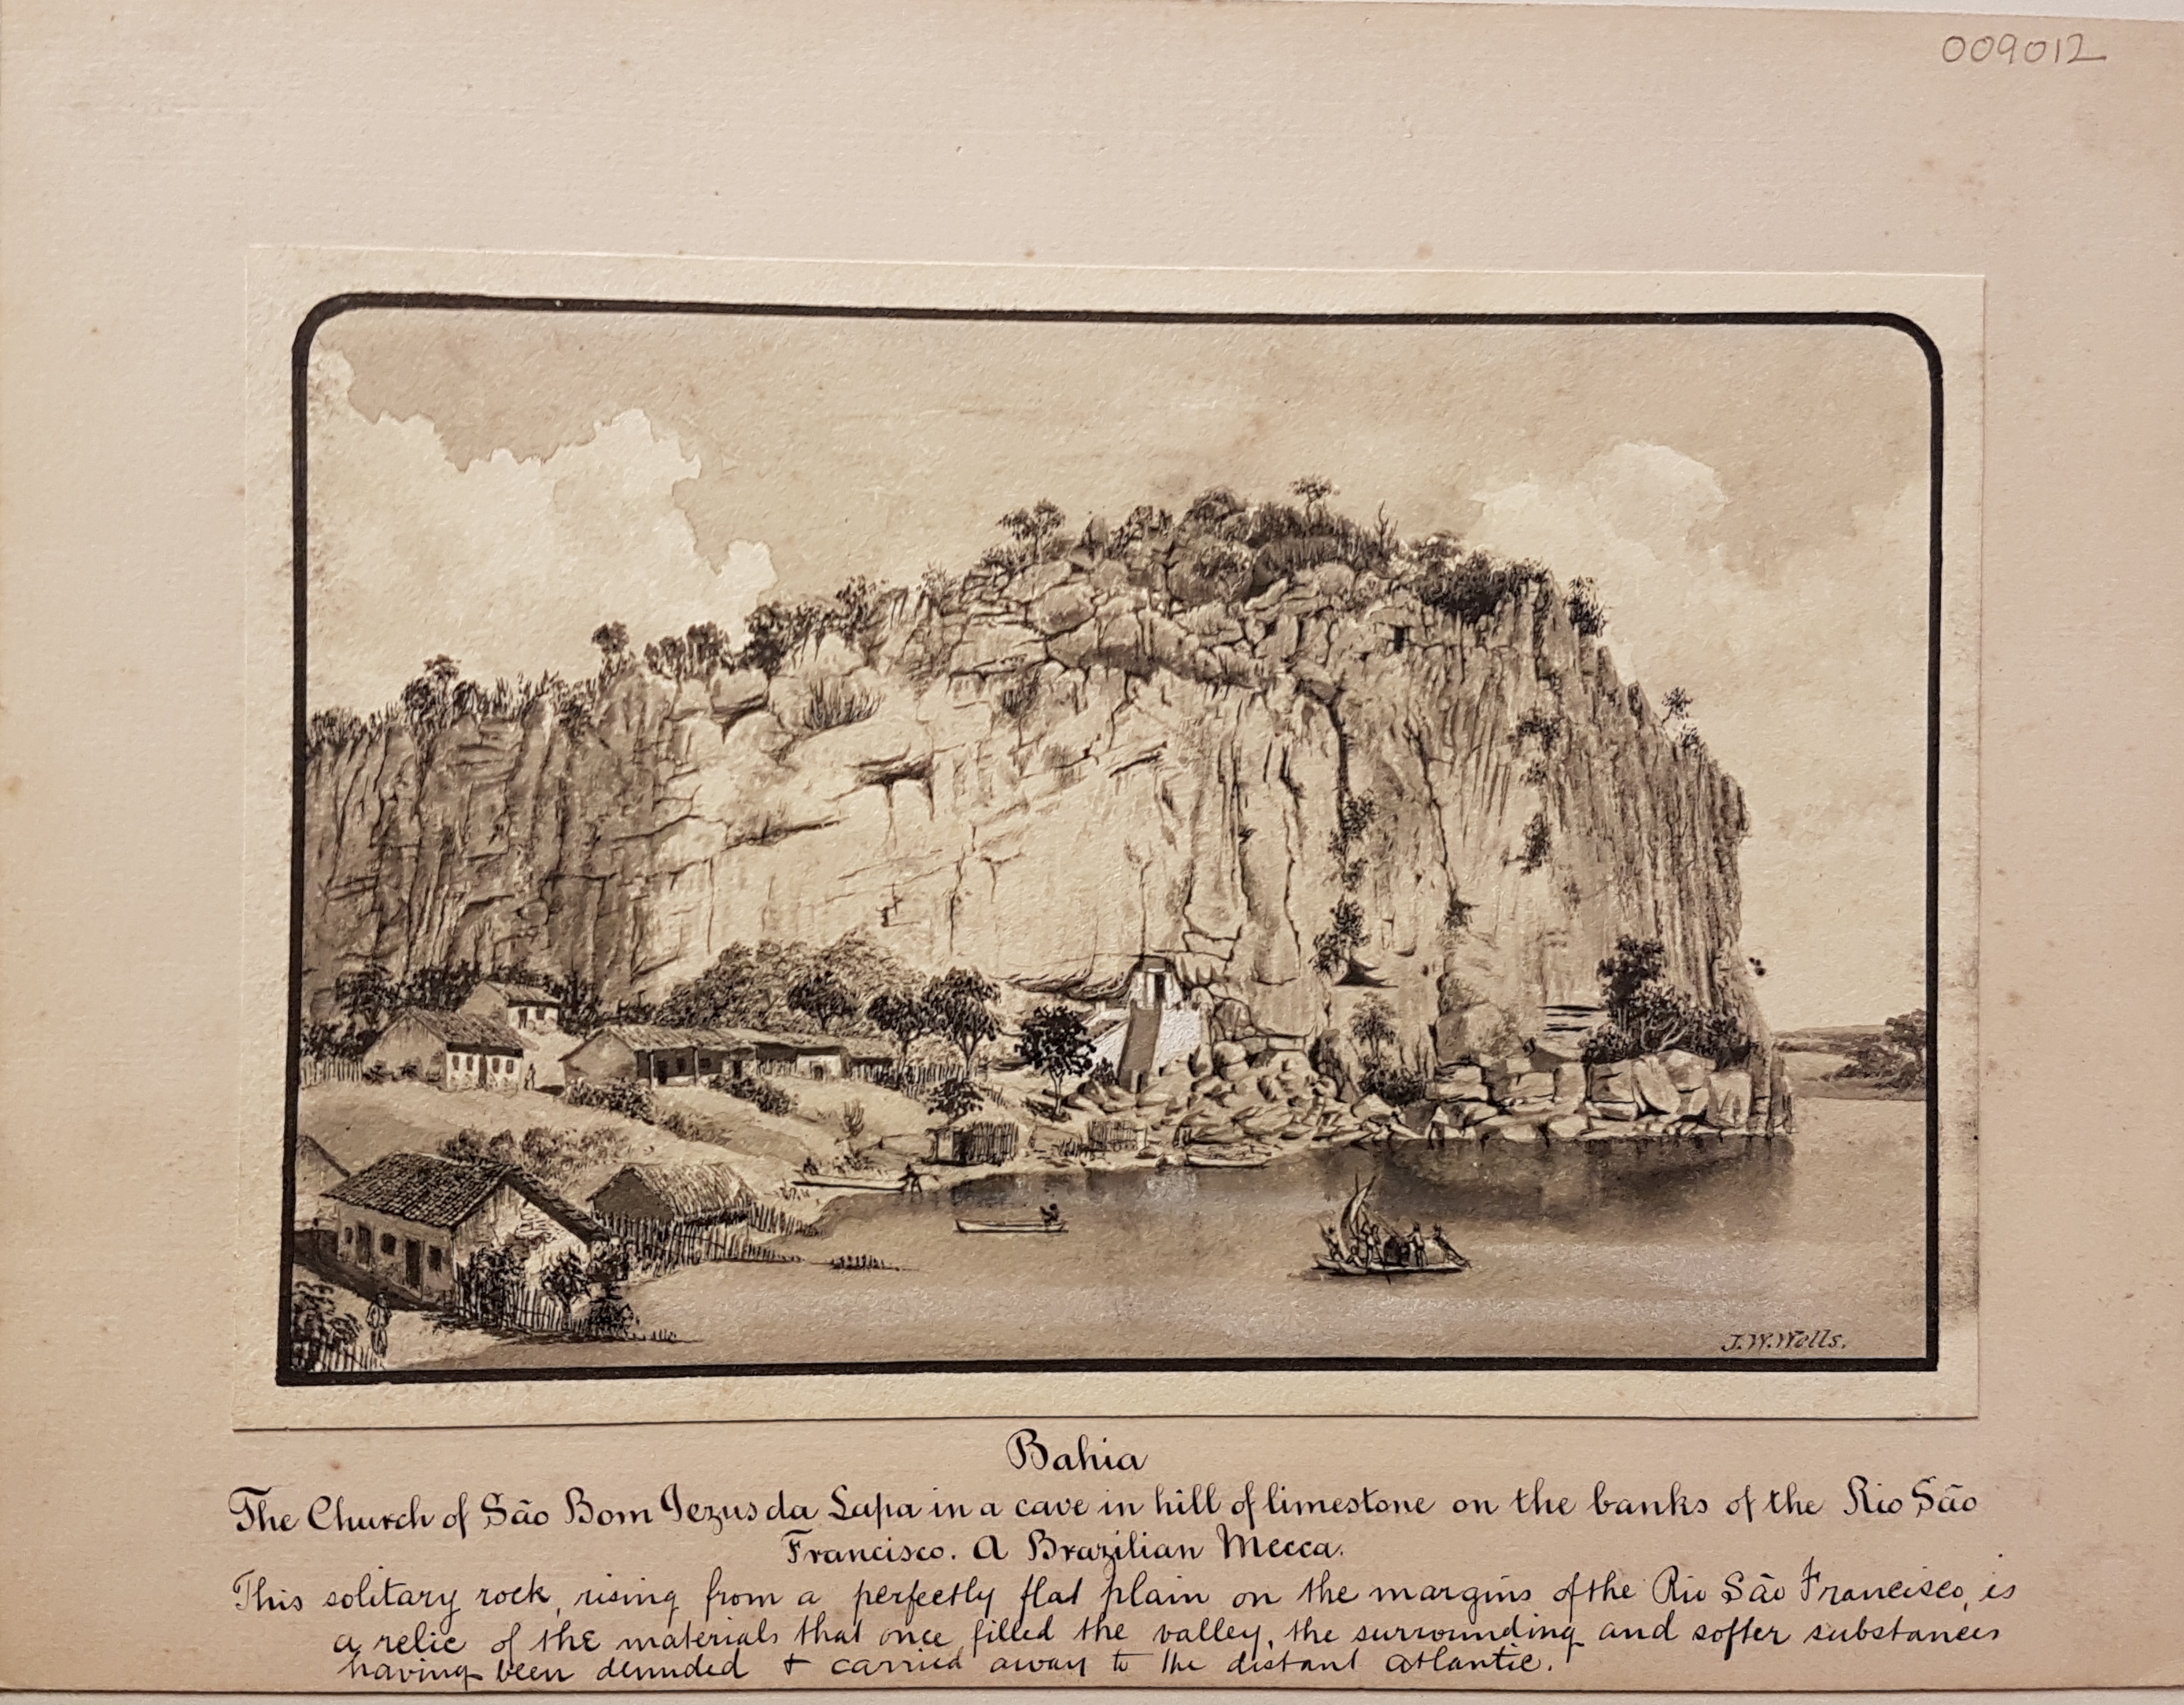 009012
J.W.Wells.
Bahia
The Church of São Bom Jezus da Lapa in a cave in hill of limestone on the banks of the Rio São
Francisco. A Brazilian Mecca.
This solitary rock, rising from a perfectly flat plain on the margins of the Rio São Francisco, is
a relic of the materials that once filled the valley, the surrounding and softer substances
having been denuded & carried away to the distant atlantic.